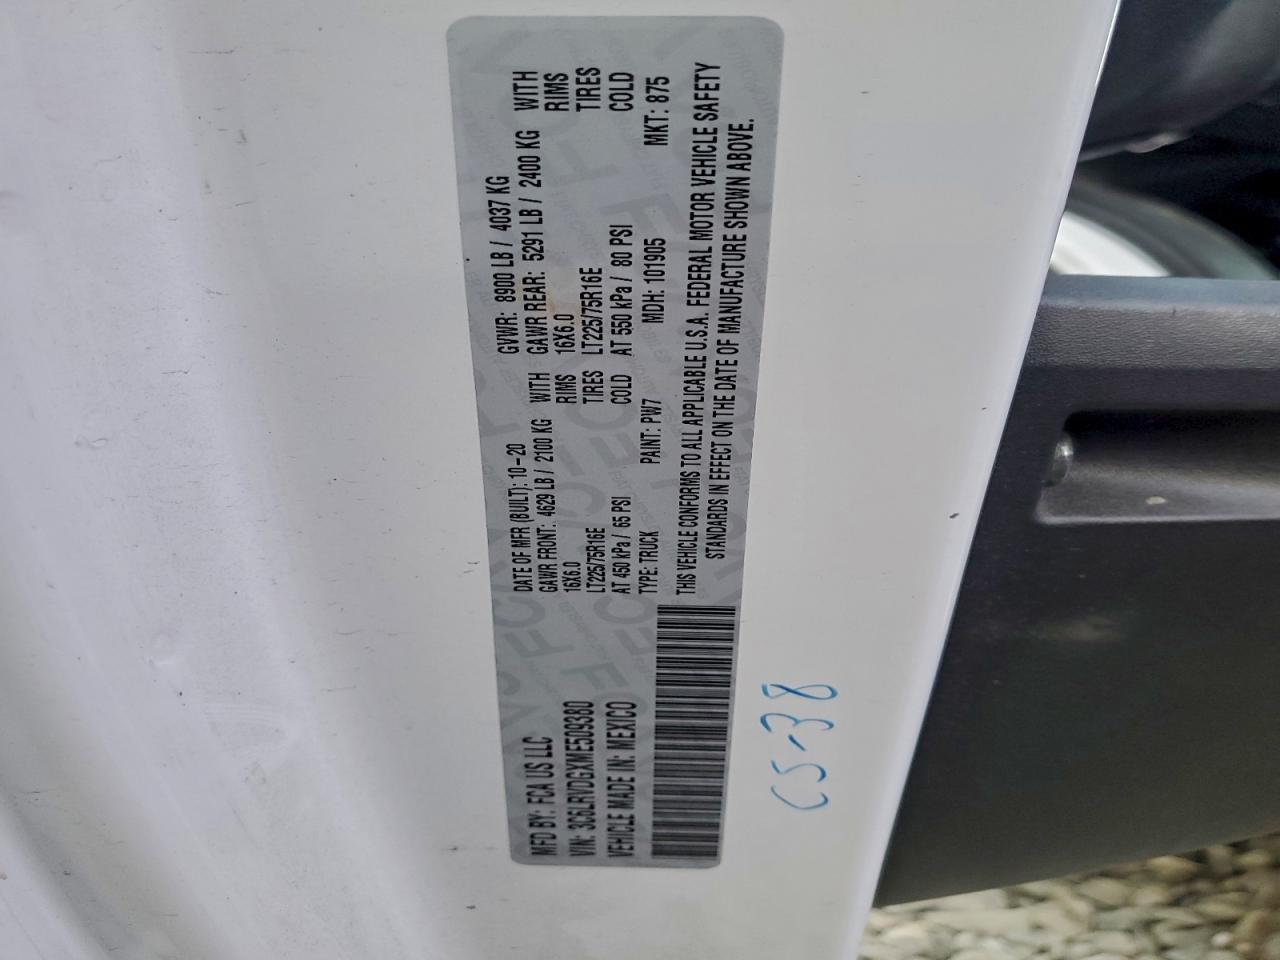 MFD BY: FCA US LLC
VIN: 3C6LRVDGXME509380
VEHICLE MADE IN: MEXICO
DATE OF MFR (BUILT): 10-20 GVWR: 8900 LB / 4037 KG
GAWR FRONT: 4629 LB / 2100 KG WITH GAWR REAR: 5291 LB / 2400 KG WITH
16X6.0 RIMS 16X6.0 RIMS
LT225/75R16E TIRES LT225/75R16E TIRES
AT 450 kPa / 65 PSI COLD AT 550 kPa / 80 PSI COLD
TYPE: TRUCK PAINT: PW7 MDH: 101905 MKT: 875
THIS VEHICLE CONFORMS TO ALL APPLICABLE U.S.A. FEDERAL MOTOR VEHICLE SAFETY
STANDARDS IN EFFECT ON THE DATE OF MANUFACTURE SHOWN ABOVE.
C5-38